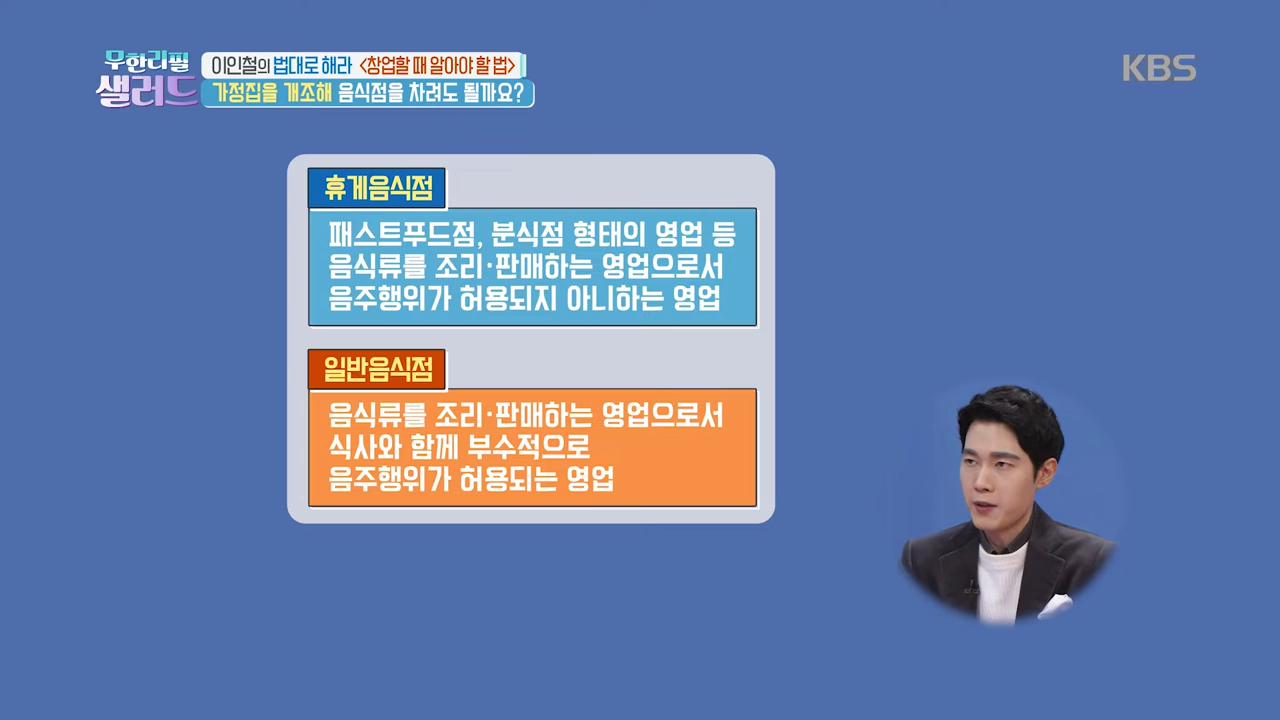 무한리필
샐러드
이인철의 법대로 해라 <창업할 때 알아야 할 법>
가정집을 개조해 음식점을 차려도 될까요?
KBS
휴게음식점
패스트푸드점, 분식점 형태의 영업 등
음식류를 조리·판매하는 영업으로서
음주행위가 허용되지 아니하는 영업
일반음식점
음식류를 조리·판매하는 영업으로서
식사와 함께 부수적으로
음주행위가 허용되는 영업